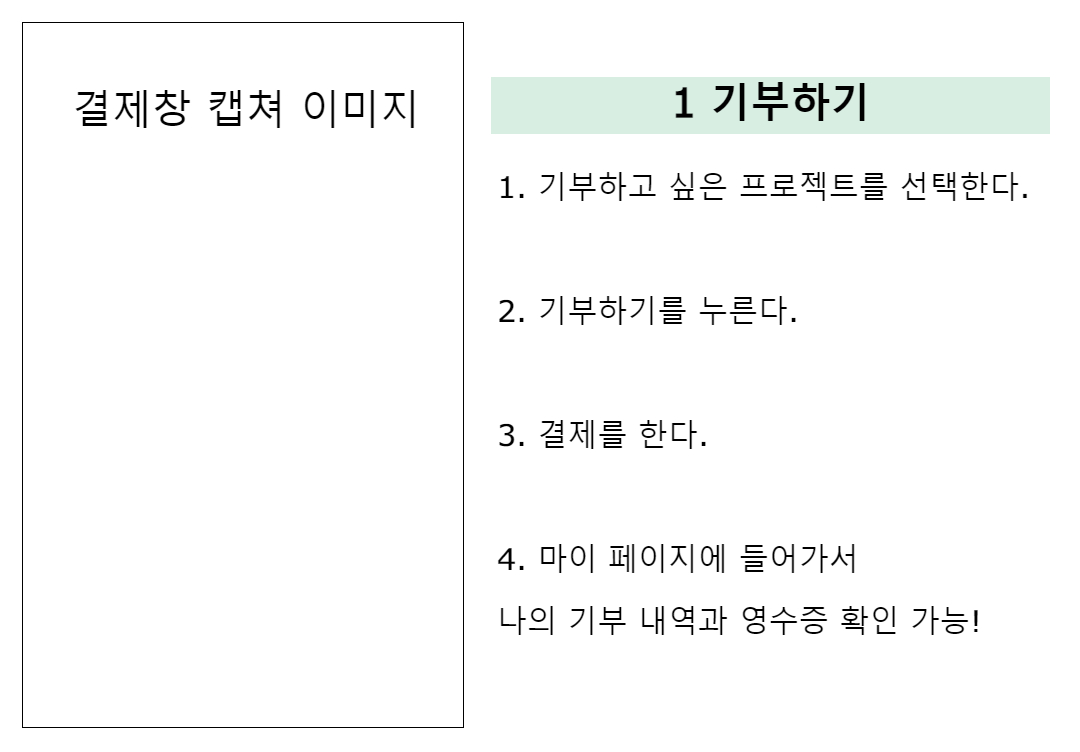 결제창 캡쳐 이미지
1 기부하기
1. 기부하고 싶은 프로젝트를 선택한다.
2. 기부하기를 누른다.
3. 결제를 한다.
4. 마이 페이지에 들어가서
나의 기부 내역과 영수증 확인 가능!